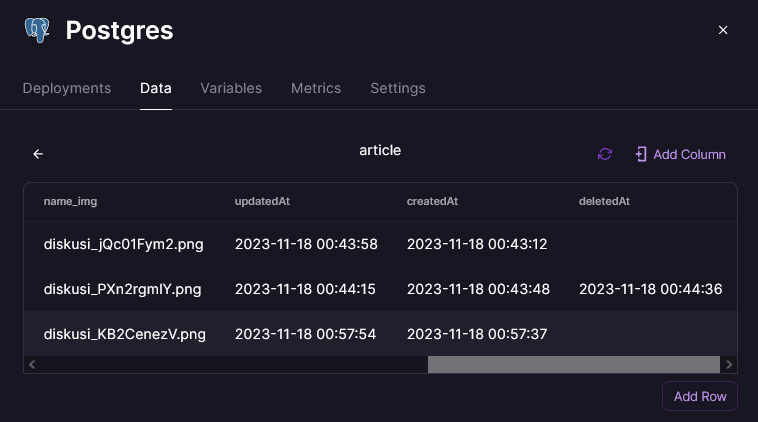 Postgres
Deployments Data Variables Metrics Settings
article
Add Column
name_img updatedAt createdAt deletedAt
diskusi_jQc01Fym2.png 2023-11-18 00:43:58 2023-11-18 00:43:12
diskusi_PXn2rgmlY.png 2023-11-18 00:44:15 2023-11-18 00:43:48 2023-11-18 00:44:36
diskusi_KB2CenezV.png 2023-11-18 00:57:54 2023-11-18 00:57:37
Add Row